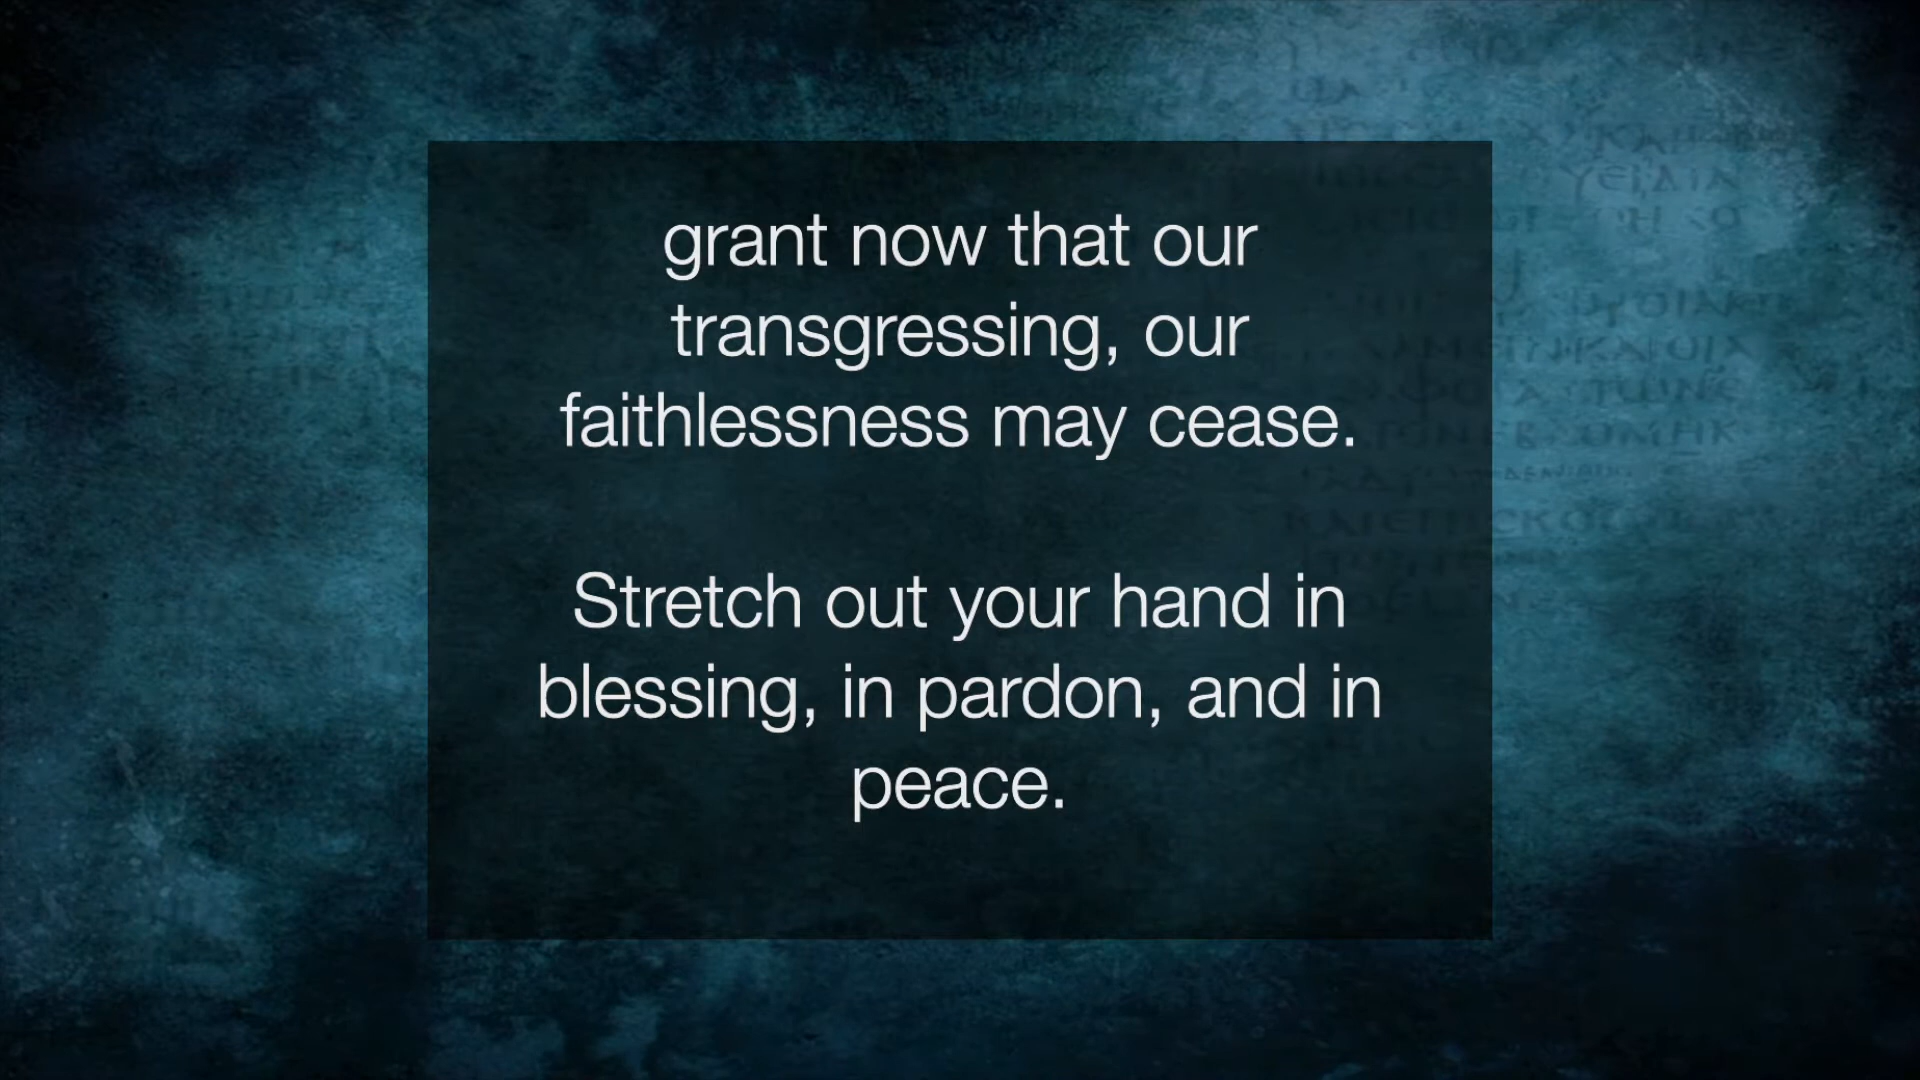 grant now that our
transgressing, our
faithlessness may cease.
Stretch out your hand in
blessing, in pardon, and in
peace.